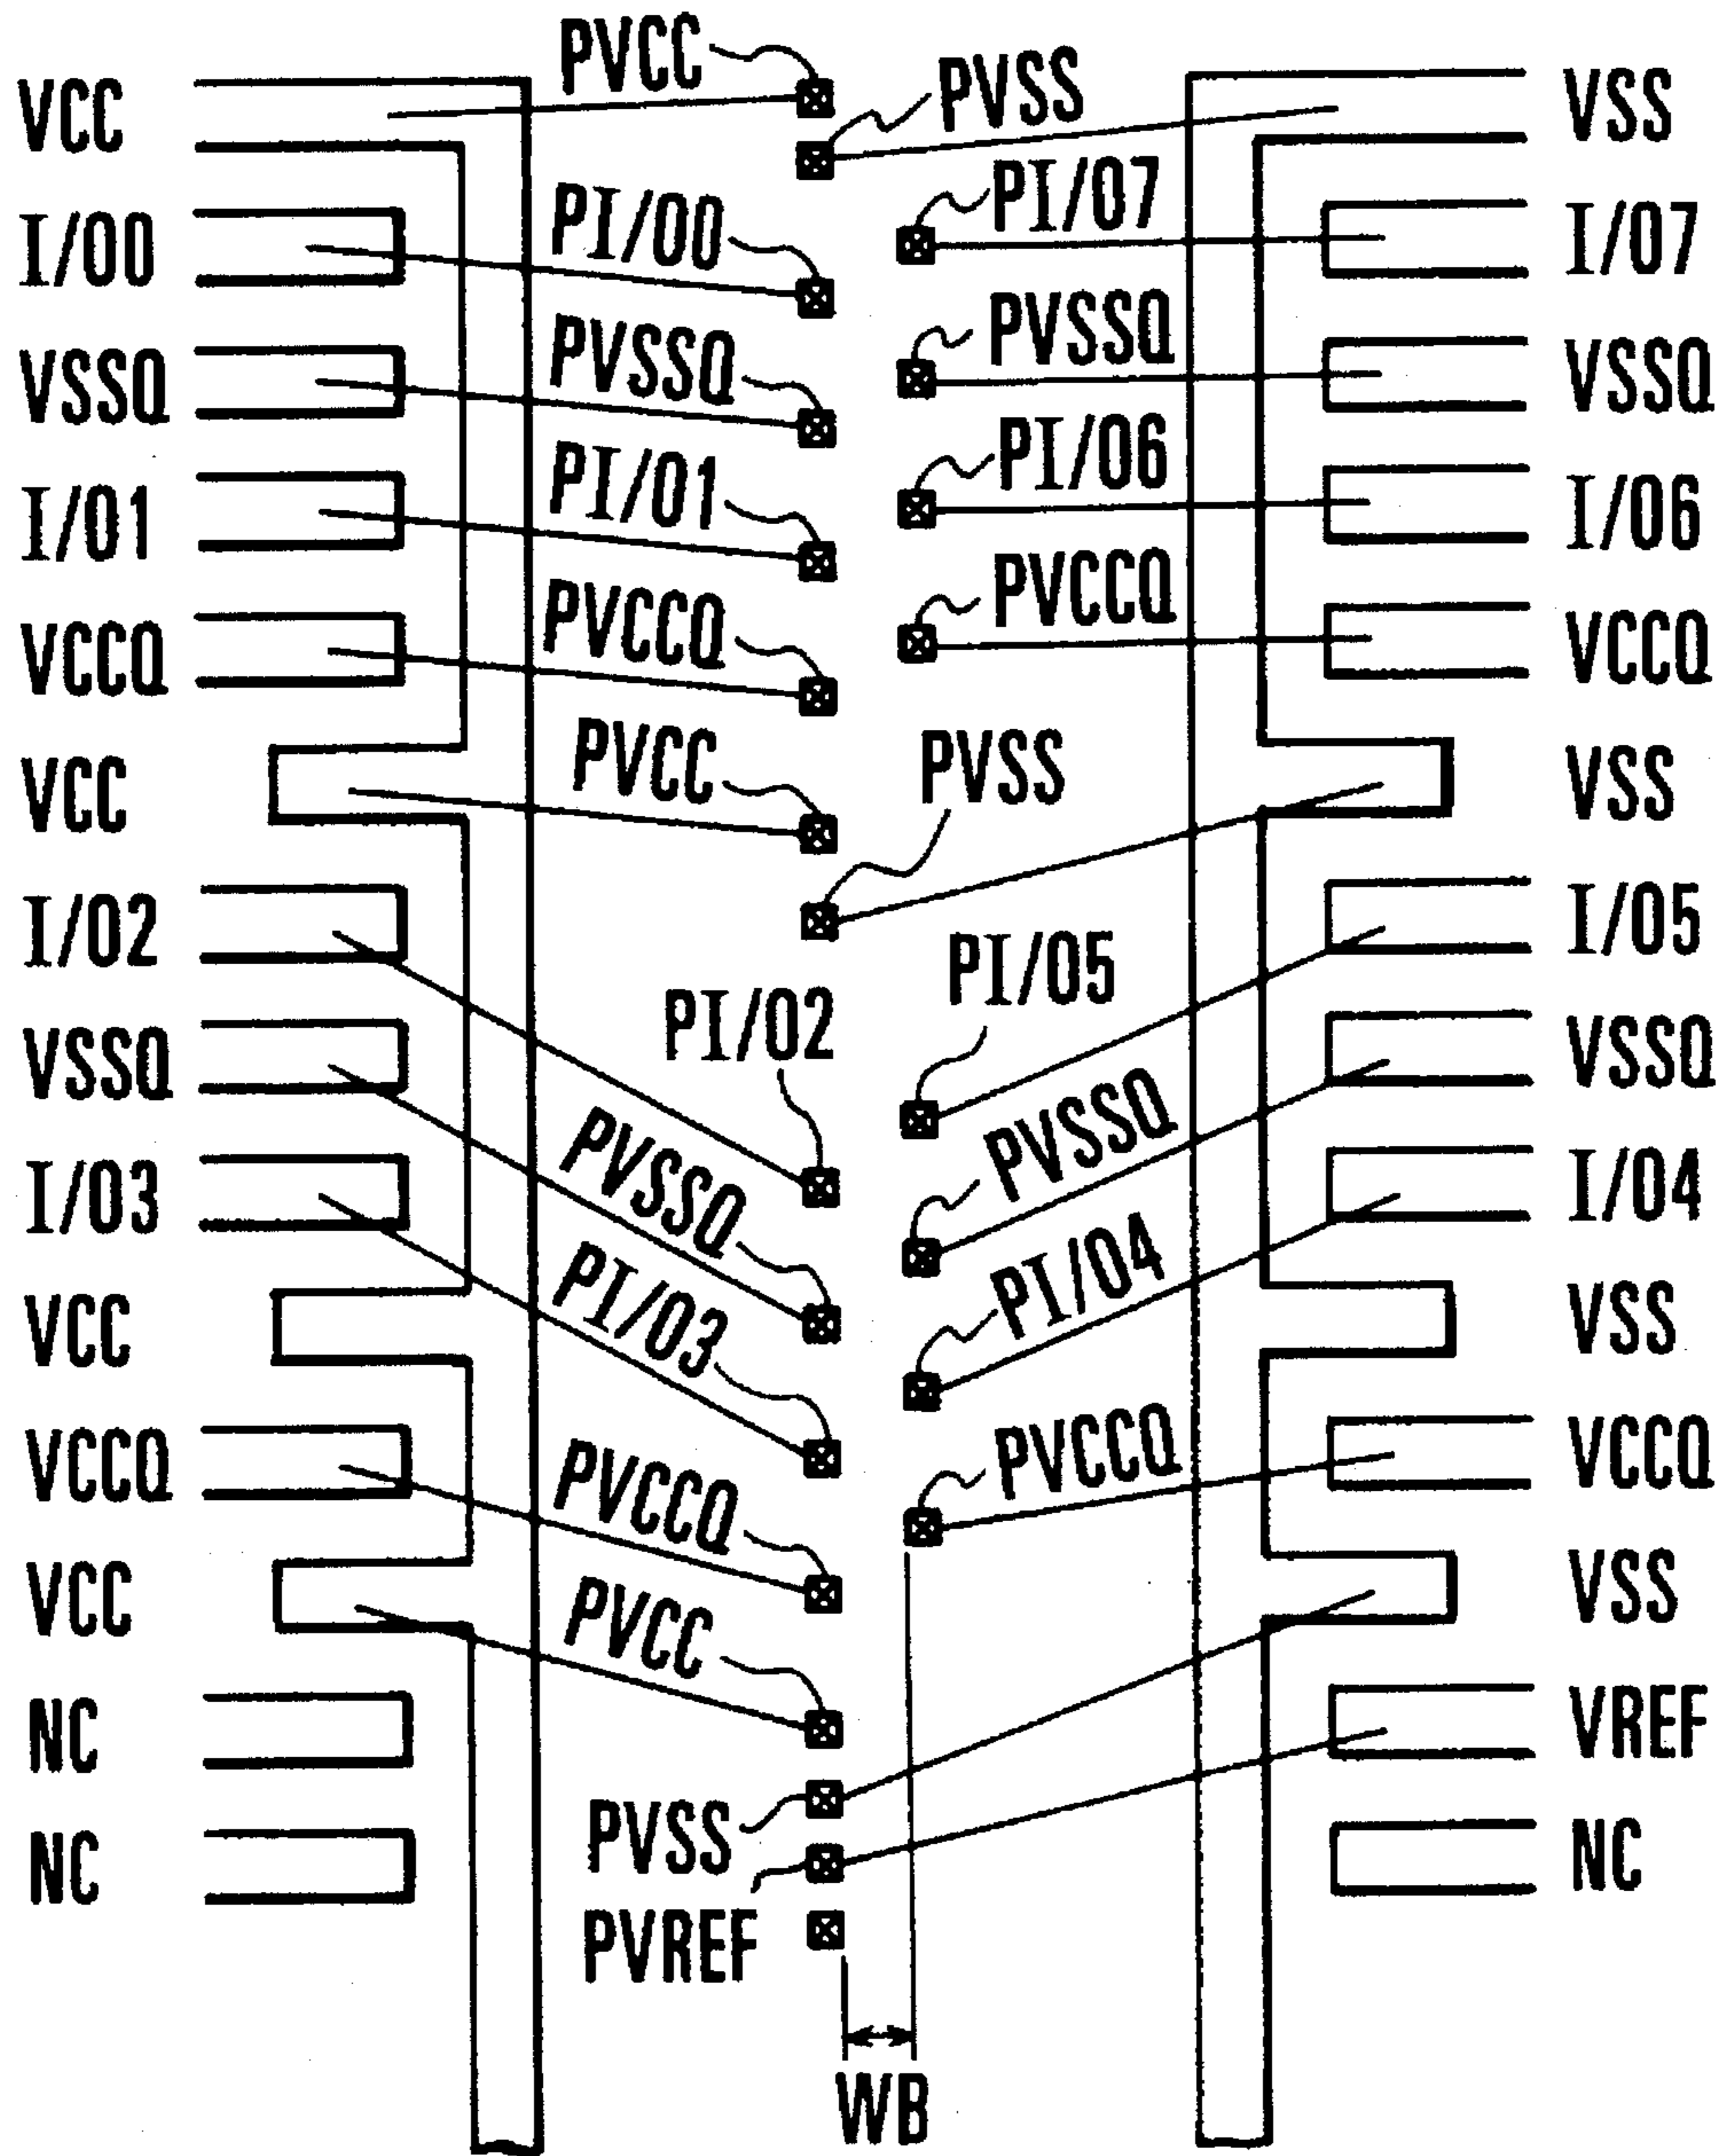 VCC PVCC PVSS VSS
I/00 PI/00 PI/07 I/07
VSSQ PVSSQ PVSSQ VSSQ
I/01 PI/01 PI/06 I/06
VCCQ PVCCQ PVCCQ VCCQ
VCC PVCC PVSS VSS
I/02 PI/02 PI/05 I/05
VSSQ PVSSQ PVSSQ VSSQ
I/03 PI/03 PI/04 I/04
VCC VSS
VCCQ PVCCQ PVCCQ VCCQ
VCC PVCC VSS
NC VREF
NC PVSS NC
PVREF
WB